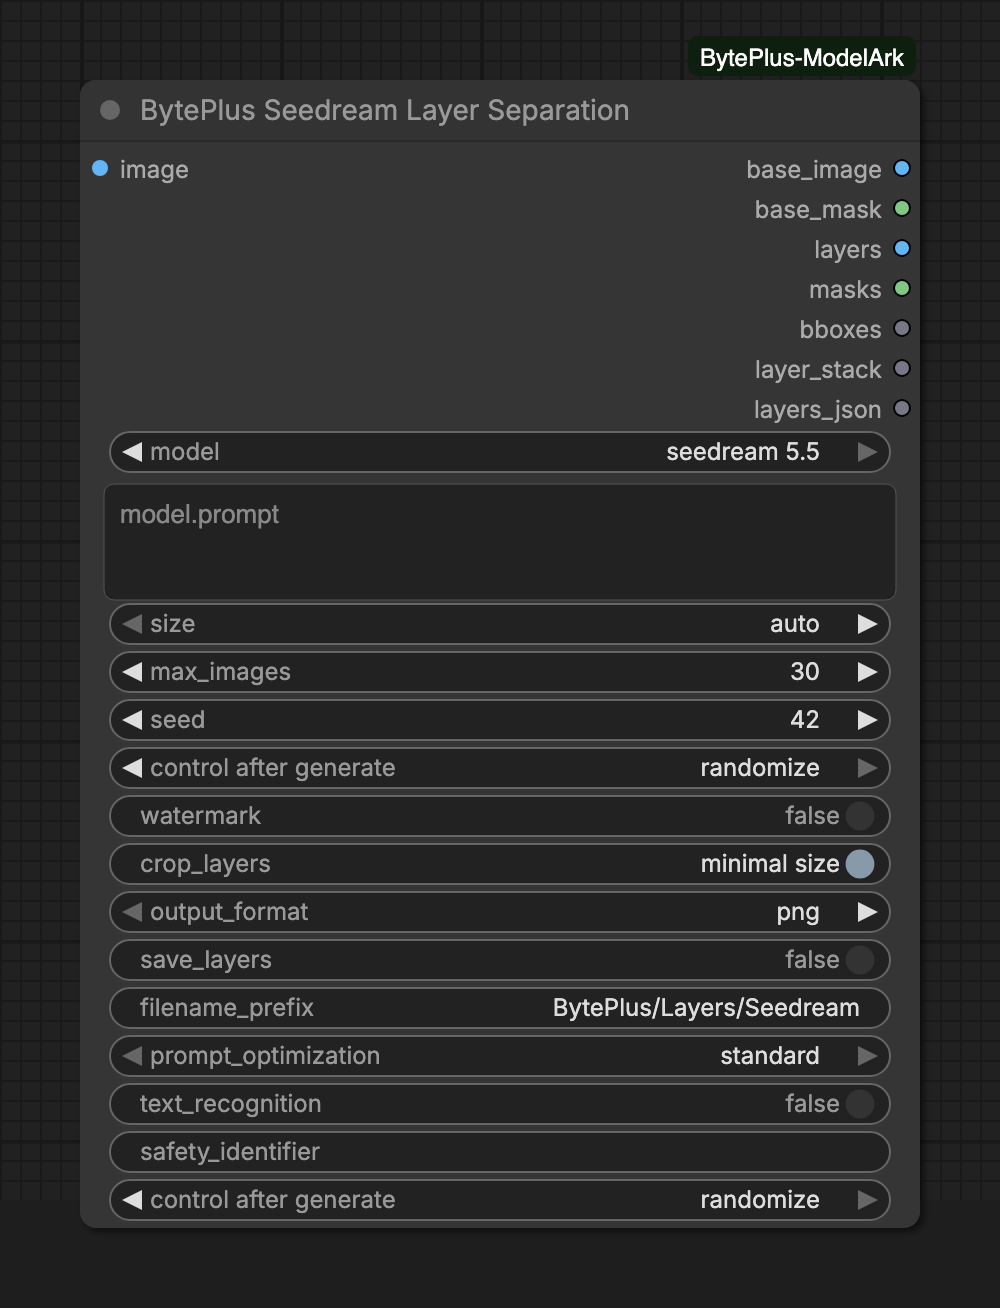 BytePlus-ModelArk
BytePlus Seedream Layer Separation
image base_image
base_mask
layers
masks
bboxes
layer_stack
layers_json
model seedream 5.5
model.prompt
size auto
max_images 30
seed 42
control after generate randomize
watermark false
crop_layers minimal size
output_format png
save_layers false
filename_prefix BytePlus/Layers/Seedream
prompt_optimization standard
text_recognition false
safety_identifier
control after generate randomize